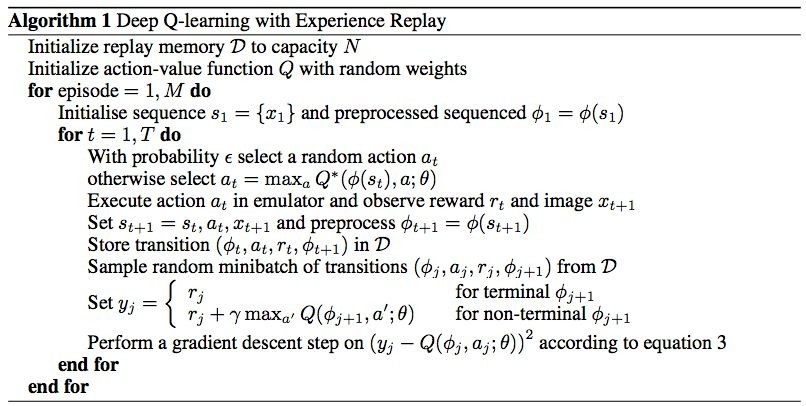 Algorithm 1 Deep Q-learning with Experience Replay
Initialize replay memory 𝒟 to capacity N
Initialize action-value function Q with random weights
for episode = 1, M do
Initialise sequence s₁ = {x₁} and preprocessed sequenced ϕ₁ = ϕ(s₁)
for t = 1, T do
With probability ϵ select a random action aₜ
otherwise select aₜ = maxₐ Q*(ϕ(sₜ), a; θ)
Execute action aₜ in emulator and observe reward rₜ and image xₜ₊₁
Set sₜ₊₁ = sₜ, aₜ, xₜ₊₁ and preprocess ϕₜ₊₁ = ϕ(sₜ₊₁)
Store transition (ϕₜ, aₜ, rₜ, ϕₜ₊₁) in 𝒟
Sample random minibatch of transitions (ϕⱼ, aⱼ, rⱼ, ϕⱼ₊₁) from 𝒟
Set yⱼ = { rⱼ for terminal ϕⱼ₊₁
rⱼ + γ maxₐ′ Q(ϕⱼ₊₁, a′; θ) for non-terminal ϕⱼ₊₁
Perform a gradient descent step on (yⱼ − Q(ϕⱼ, aⱼ; θ))² according to equation 3
end for
end for